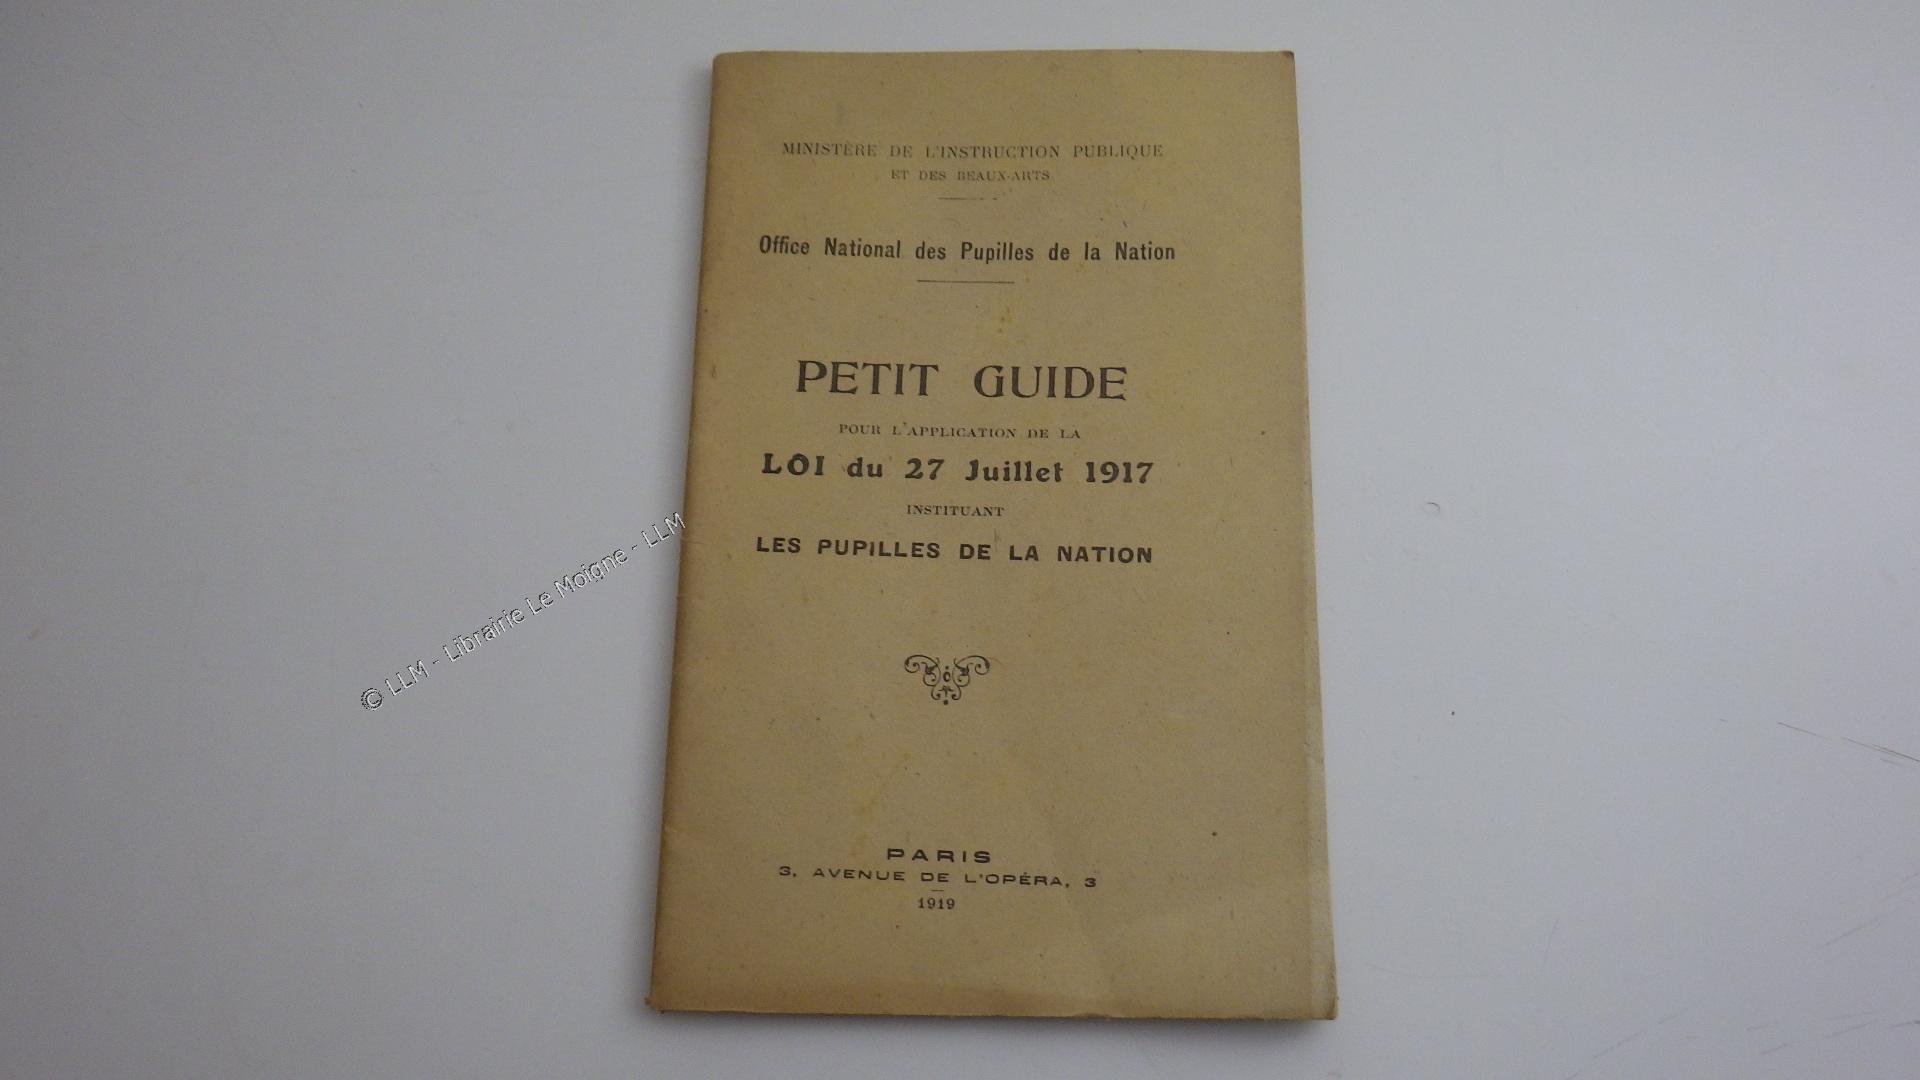 MINISTÈRE DE L'INSTRUCTION PUBLIQUE
ET DES BEAUX-ARTS
Office National des Pupilles de la Nation
PETIT GUIDE
POUR L'APPLICATION DE LA
LOI du 27 Juillet 1917
INSTITUANT
LES PUPILLES DE LA NATION
© LLM - Librairie Le Moigne - LLM
PARIS
3, AVENUE DE L'OPÉRA, 3
1919